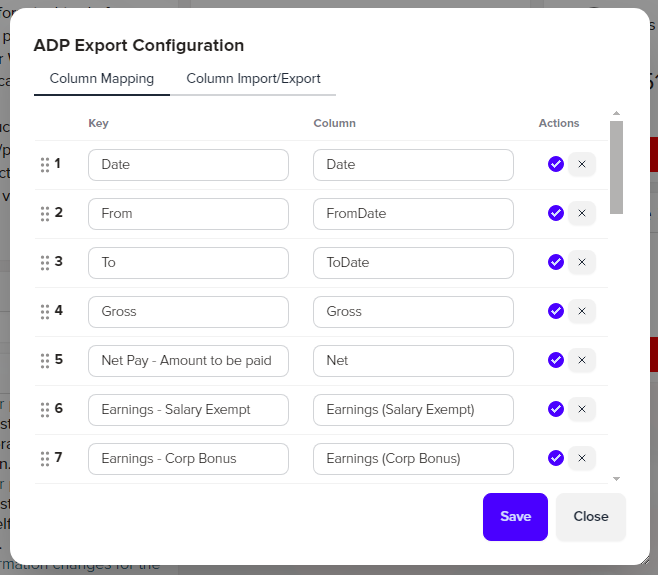 ADP Export Configuration
Column Mapping Column Import/Export
Key Column Actions
1 Date Date
2 From FromDate
3 To ToDate
4 Gross Gross
5 Net Pay - Amount to be paid Net
6 Earnings - Salary Exempt Earnings (Salary Exempt)
7 Earnings - Corp Bonus Earnings (Corp Bonus)
Save Close